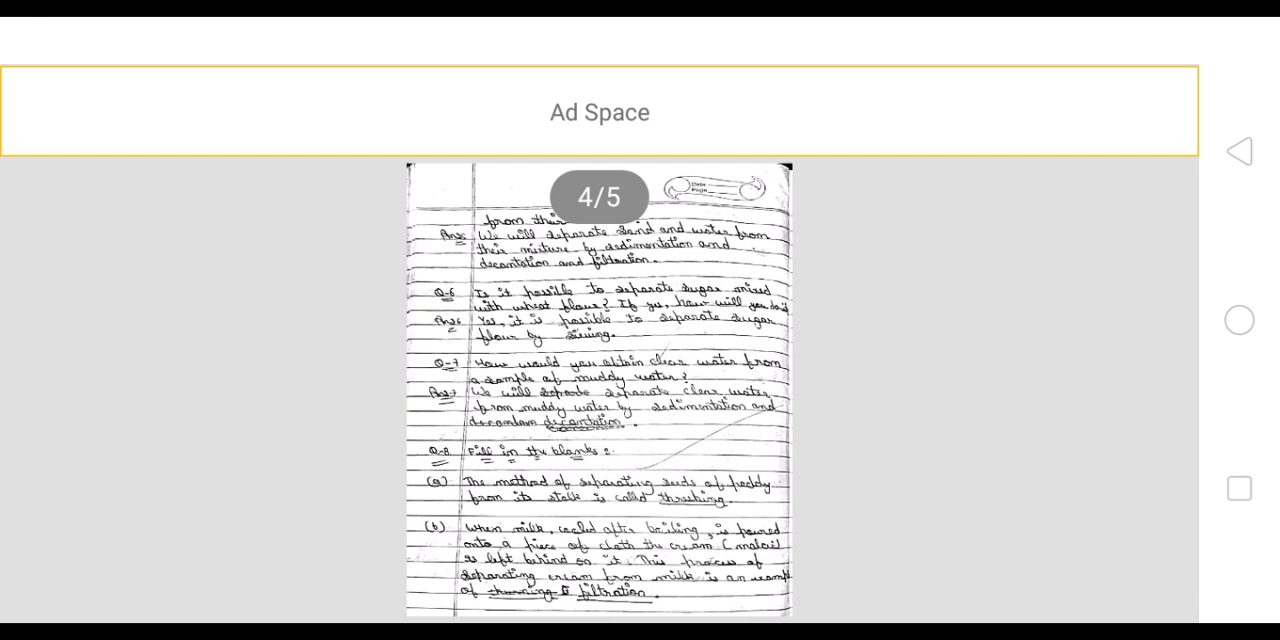 Ad Space
4/5
Date
Page
from their
Ans5 We will separate sand and water from
their mixture by sedimentation and
decantation and filtration.
Q-6 Is it possible to separate sugar mixed
with wheat flour? If yes, how will you do it
Ans6 Yes, it is possible to separate sugar
flour by sieving.
Q-7 How would you obtain clear water from
a sample of muddy water?
Ans-7 We will separate clear water
from muddy water by sedimentation and
decantation.
Q-8 Fill in the blanks :-
(a) The method of separating seeds of paddy
from its stalk is called threshing.
(b) When milk, cooled after boiling, is poured
onto a piece of cloth the cream (malai)
is left behind on it. This process of
separating cream from milk is an exampl
of filtration.